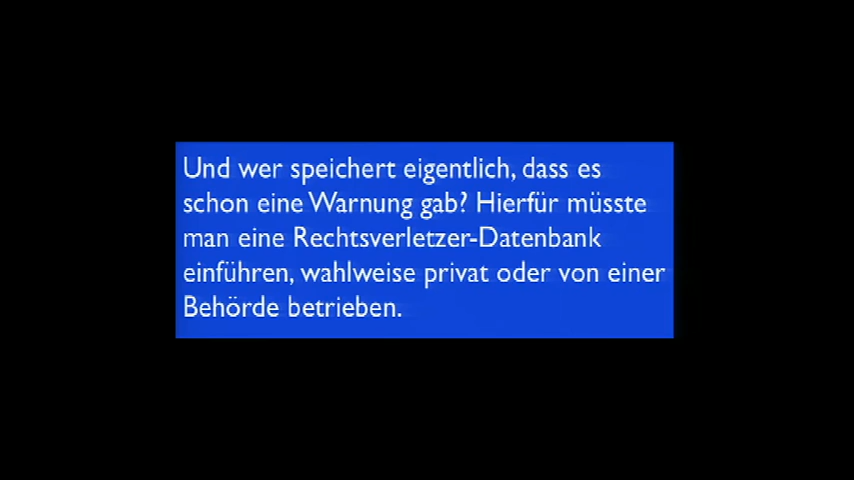 Und wer speichert eigentlich, dass es
schon eine Warnung gab? Hierfür müsste
man eine Rechtsverletzer-Datenbank
einführen, wahlweise privat oder von einer
Behörde betrieben.